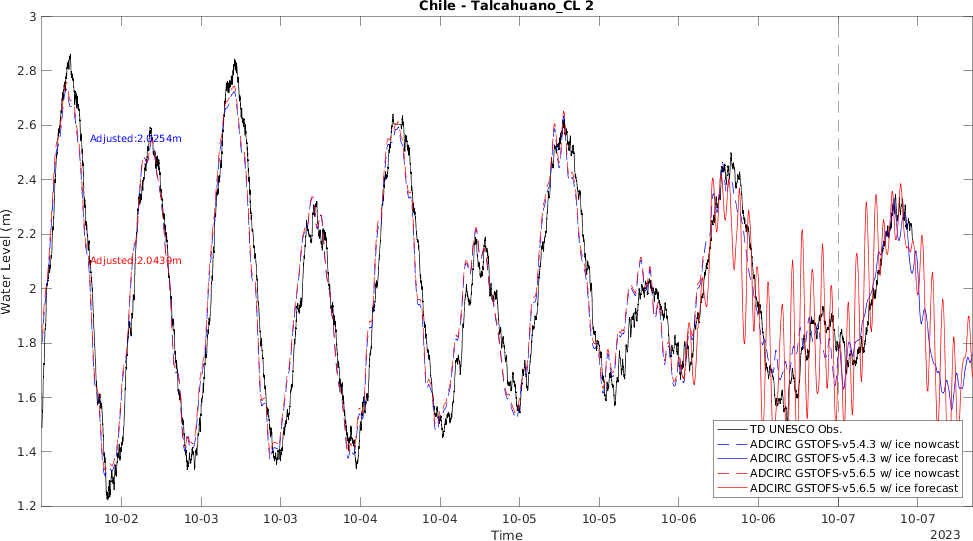 Chile - Talcahuano_CL 2
Water Level (m)
3
2.8
2.6
2.4
2.2
2
1.8
1.6
1.4
1.2
Adjusted:2.0254m
Adjusted:2.0439m
TD UNESCO Obs.
ADCIRC GSTOFS-v5.4.3 w/ ice nowcast
ADCIRC GSTOFS-v5.4.3 w/ ice forecast
ADCIRC GSTOFS-v5.6.5 w/ ice nowcast
ADCIRC GSTOFS-v5.6.5 w/ ice forecast
10-02 10-03 10-03 10-04 10-04 10-05 10-05 10-06 10-06 10-07 10-07
Time
2023